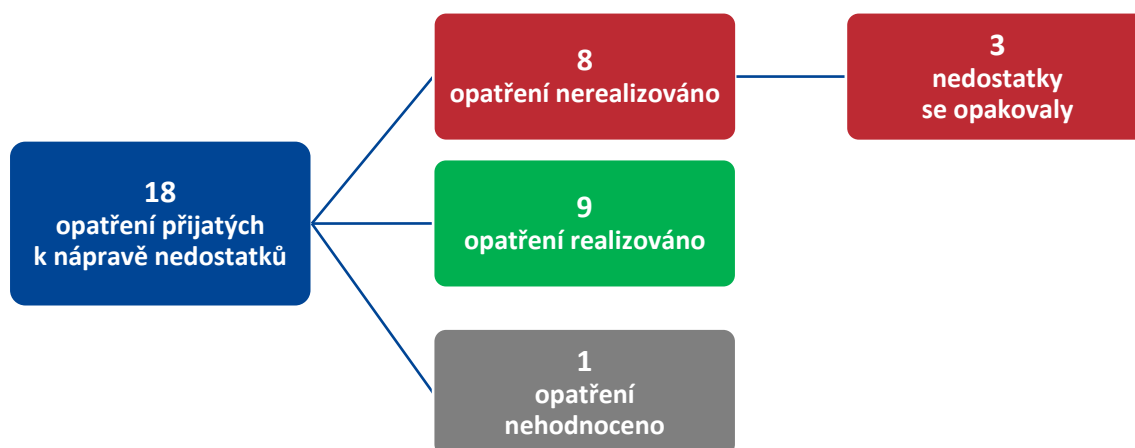 18
opatření přijatých
k nápravě nedostatků
8
opatření nerealizováno
3
nedostatky
se opakovaly
9
opatření realizováno
1
opatření
nehodnoceno